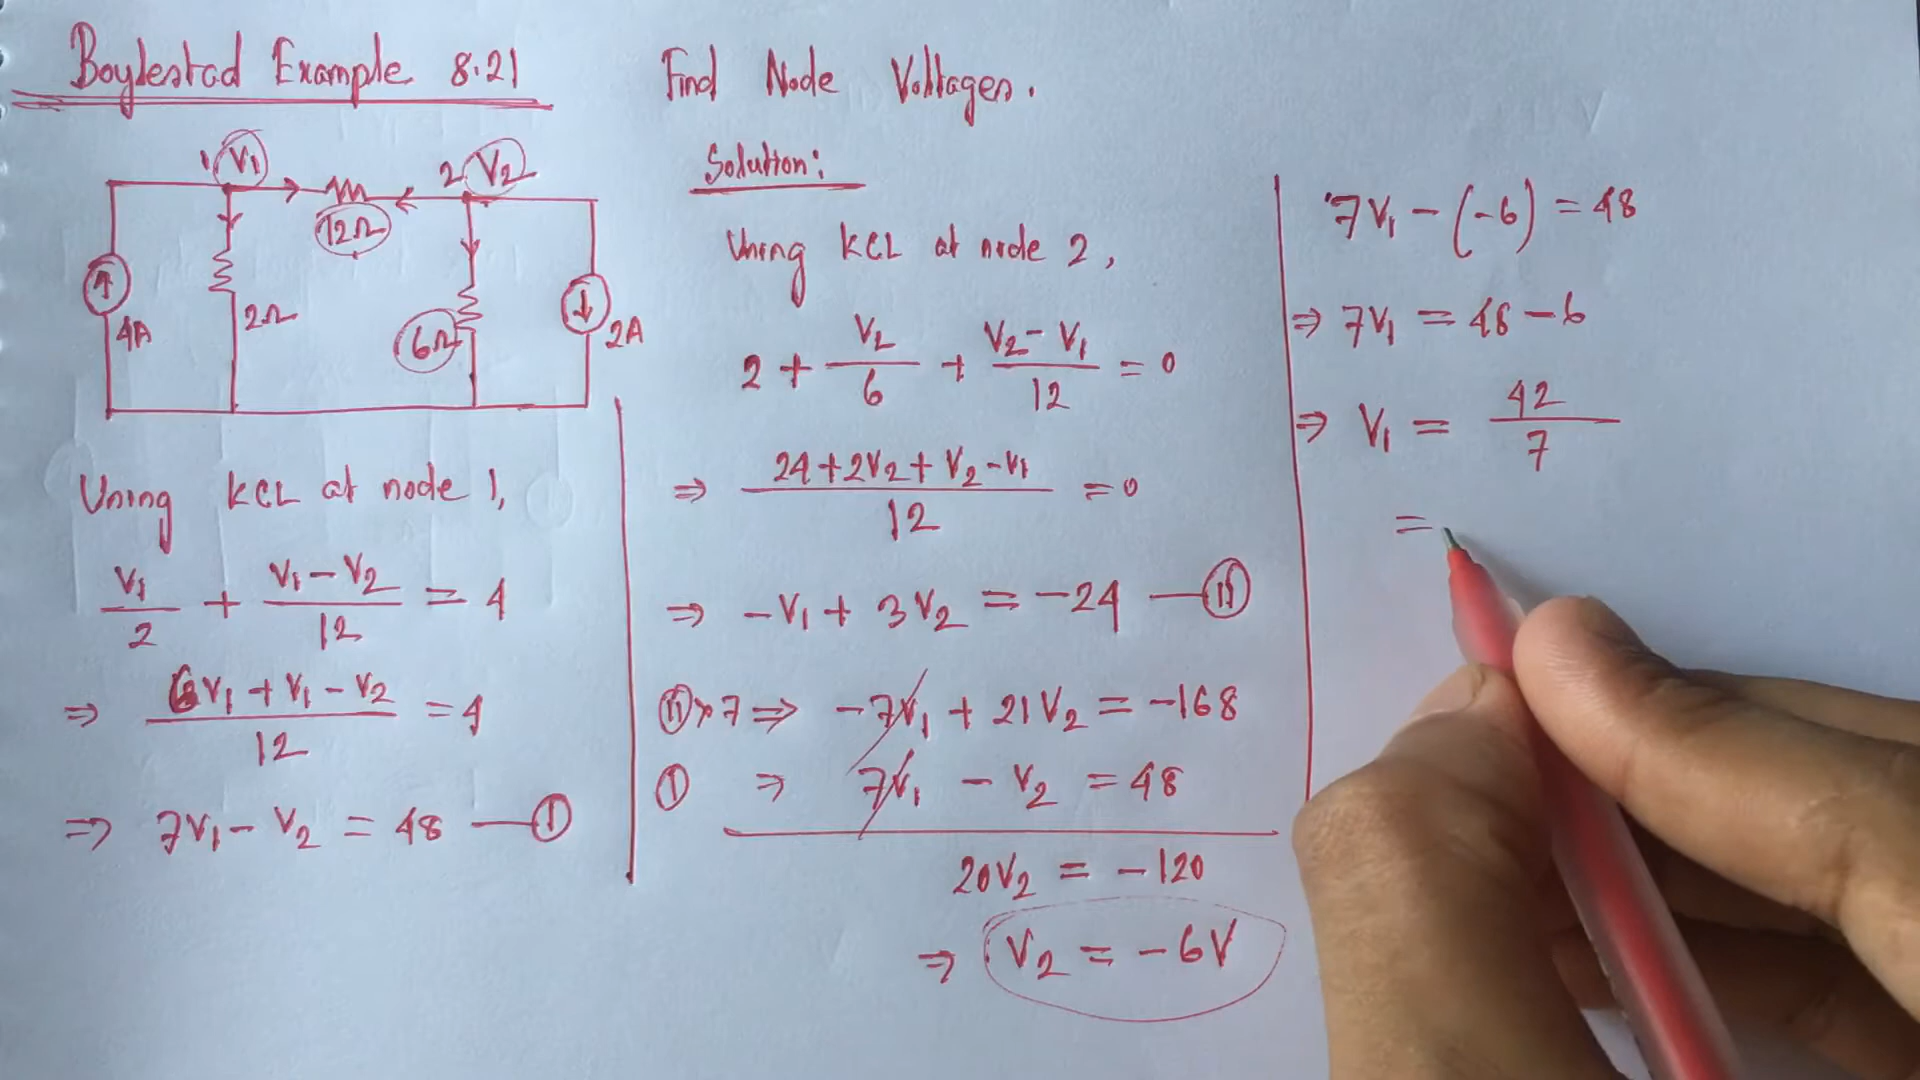 Boylestad Example 8.21
Find Node Voltages.
1 V1
2 V2
12Ω
4A
2Ω
6Ω
2A
Using KCL at node 1,
V1/2 + (V1 - V2)/12 = 4
⇒ (6V1 + V1 - V2)/12 = 4
⇒ 7V1 - V2 = 48 — (1)
Solution:
Using KCL at node 2,
2 + V2/6 + (V2 - V1)/12 = 0
⇒ (24 + 2V2 + V2 - V1)/12 = 0
⇒ -V1 + 3V2 = -24 — (11)
(11) × 7 ⇒ -7V1 + 21V2 = -168
(1) ⇒ 7V1 - V2 = 48
20V2 = -120
⇒ V2 = -6V
7V1 - (-6) = 48
⇒ 7V1 = 48 - 6
⇒ V1 = 42/7
=